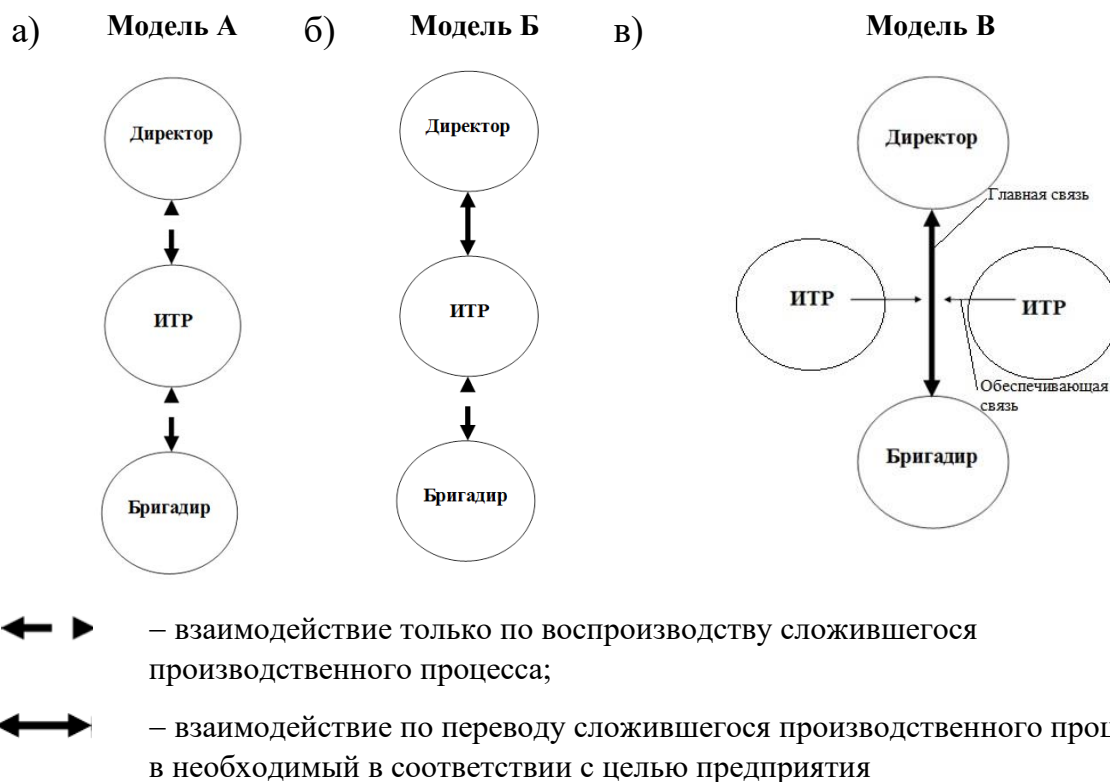 а) Модель А б) Модель Б в) Модель В
Директор
Директор
Директор
Главная связь
ИТР
ИТР
ИТР
ИТР
Обеспечивающая
связь
Бригадир
Бригадир
Бригадир
– взаимодействие только по воспроизводству сложившегося
производственного процесса;
– взаимодействие по переводу сложившегося производственного проц
в необходимый в соответствии с целью предприятия